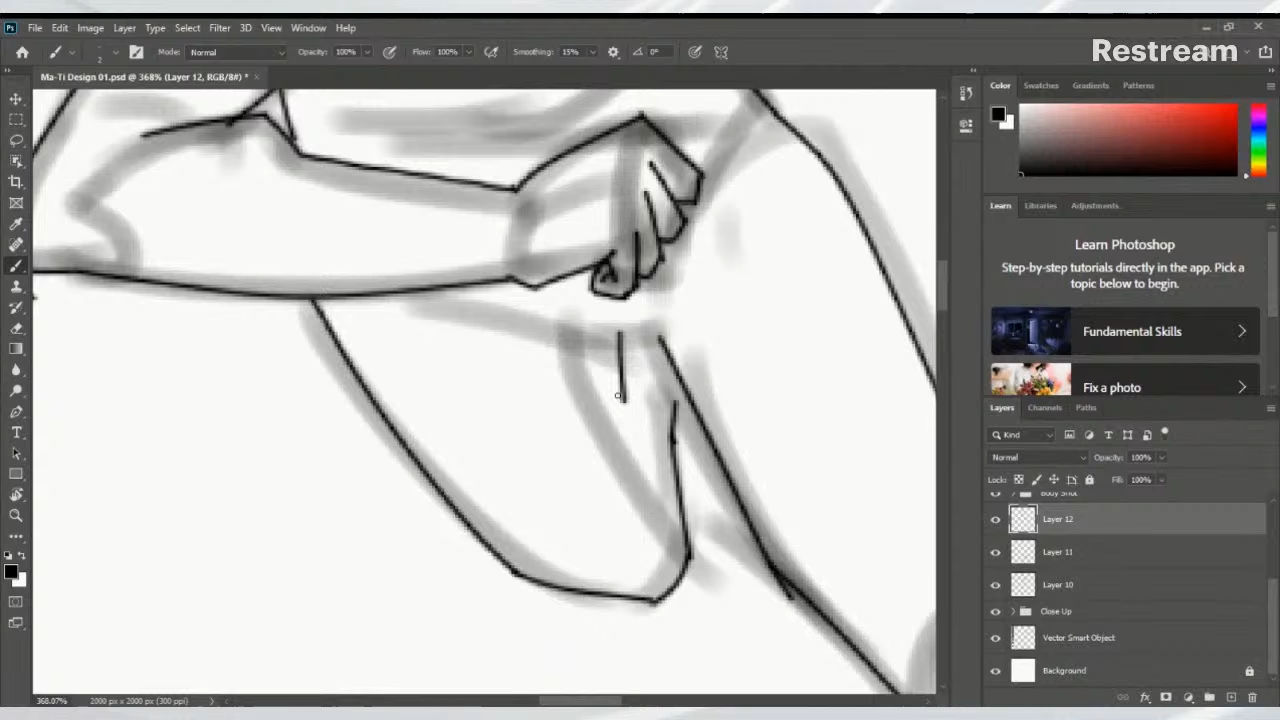 File Edit Image Layer Type Select Filter 3D View Window Help
Restream
2 Mode: Normal Opacity: 100% Flow: 100% Smoothing: 15% 0°
Ma-Ti Design 01.psd @ 368% (Layer 12, RGB/8#) *
Color Swatches Gradients Patterns
Learn Libraries Adjustments
Learn Photoshop
Step-by-step tutorials directly in the app. Pick a
topic below to begin.
Fundamental Skills
Fix a photo
Layers Channels Paths
Kind
Normal Opacity: 100%
Lock: Fill: 100%
Body Shot
Layer 12
Layer 11
Layer 10
Close Up
Vector Smart Object
Background
368.07% 2000 px x 2000 px (300 ppi)